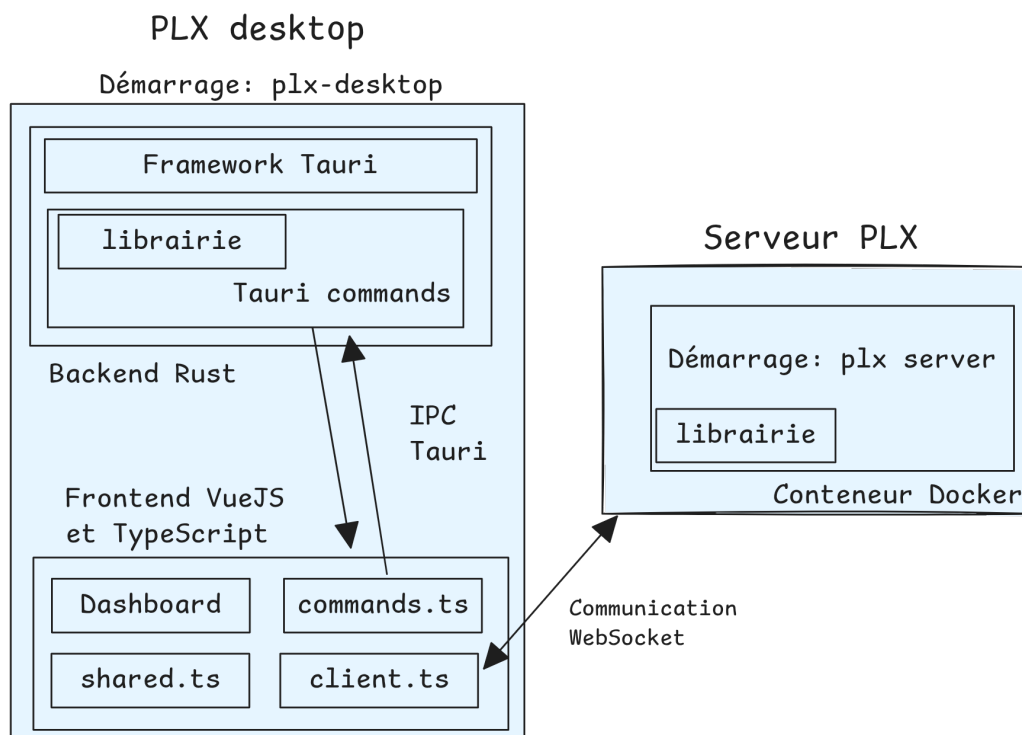 PLX desktop
Démarrage: plx-desktop
Framework Tauri
librairie
Tauri commands
Backend Rust
IPC
Tauri
Frontend VueJS
et TypeScript
Dashboard
commands.ts
shared.ts
client.ts
Serveur PLX
Démarrage: plx server
librairie
Conteneur Docker
Communication
WebSocket